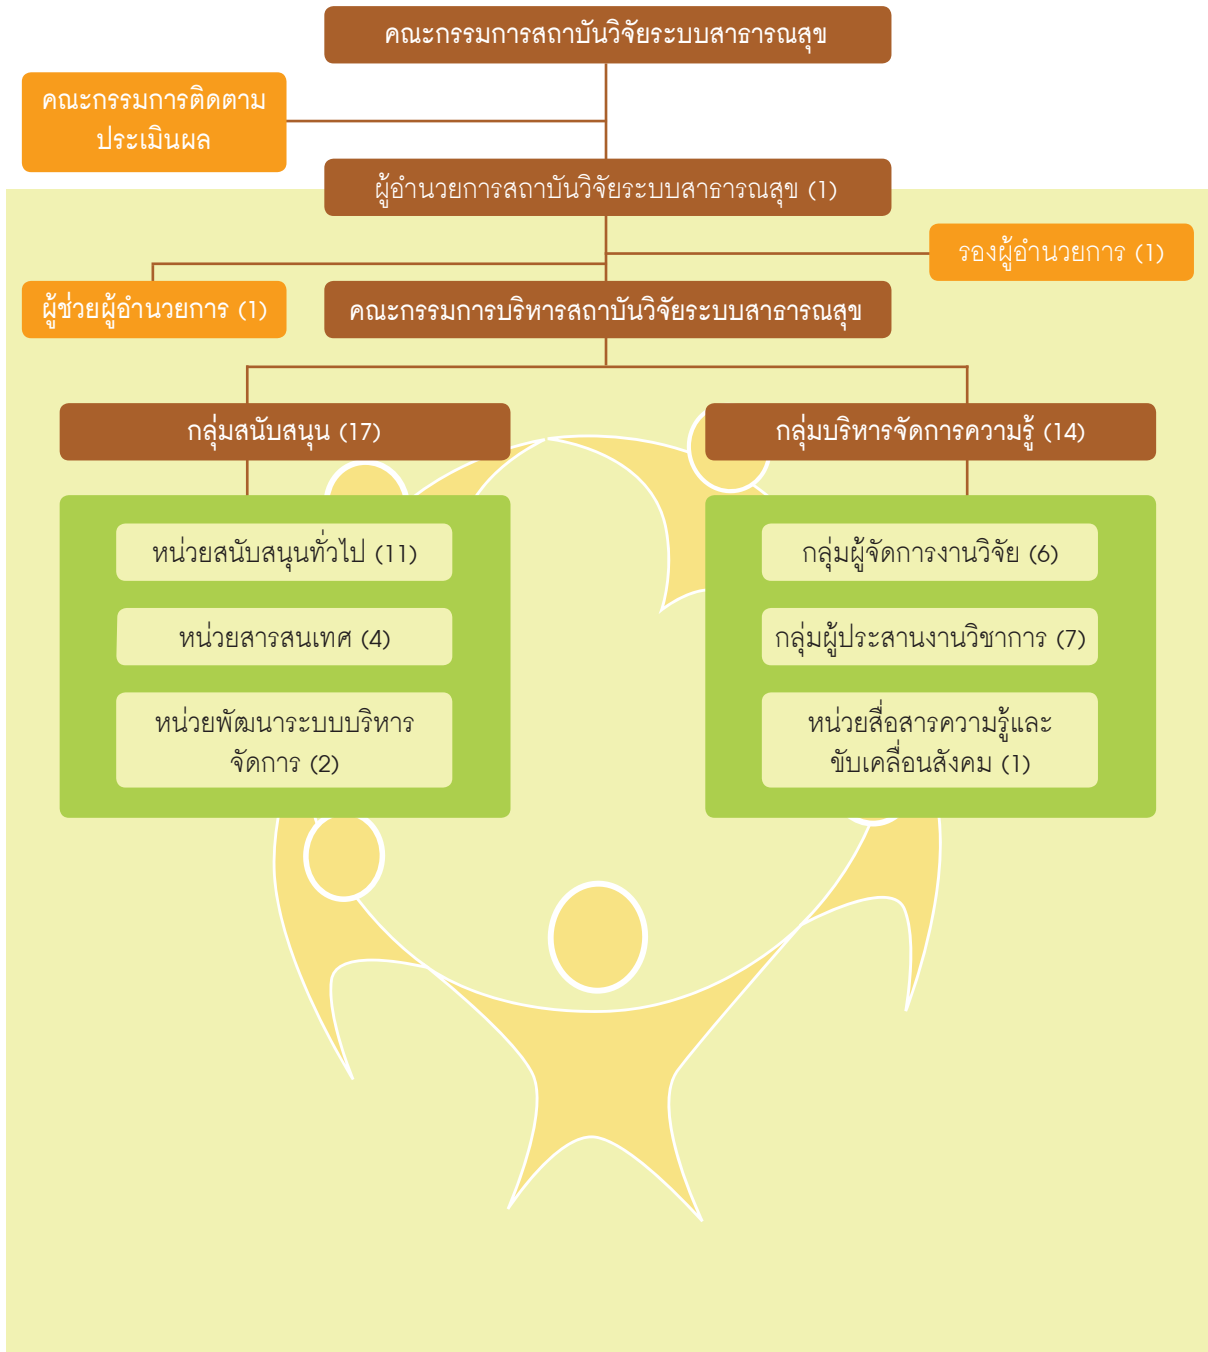 คณะกรรมการสถาบันวิจัยระบบสาธารณสุข
คณะกรรมการติดตาม
ประเมินผล
ผู้อำนวยการสถาบันวิจัยระบบสาธารณสุข (1)
รองผู้อำนวยการ (1)
ผู้ช่วยผู้อำนวยการ (1)
คณะกรรมการบริหารสถาบันวิจัยระบบสาธารณสุข
กลุ่มสนับสนุน (17)
หน่วยสนับสนุนทั่วไป (11)
หน่วยสารสนเทศ (4)
หน่วยพัฒนาระบบบริหาร
จัดการ (2)
กลุ่มบริหารจัดการความรู้ (14)
กลุ่มผู้จัดการงานวิจัย (6)
กลุ่มผู้ประสานงานวิชาการ (7)
หน่วยสื่อสารความรู้และ
ขับเคลื่อนสังคม (1)